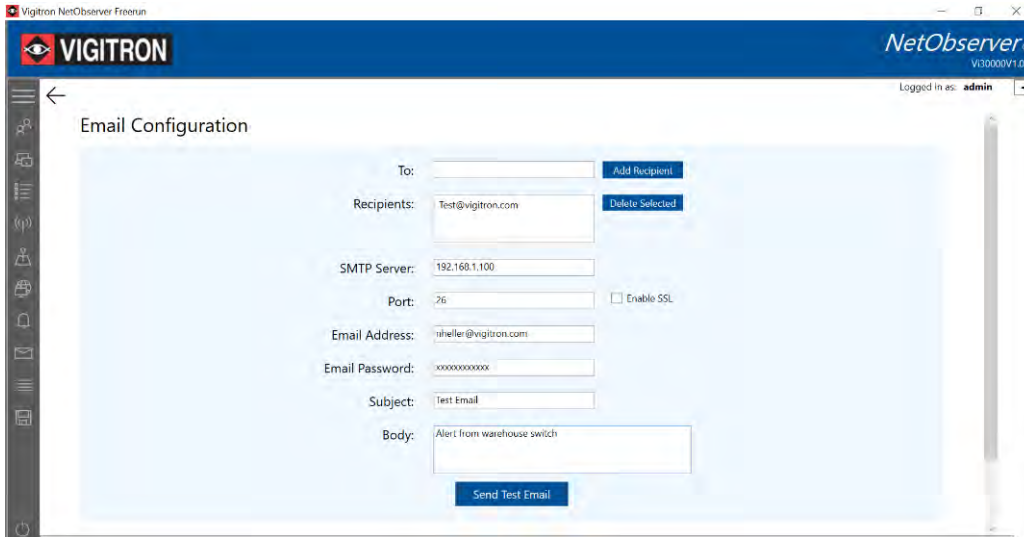 Vigitron NetObserver Freerun
VIGITRON
NetObserver
Vi30000V1.0
Logged in as: admin
Email Configuration
To:
Add Recipient
Recipients:
Test@vigitron.com
Delete Selected
SMTP Server:
192.168.1.100
Port:
26
Enable SSL
Email Address:
nheller@vigitron.com
Email Password:
xxxxxxxxxxxx
Subject:
Test Email
Body:
Alert from warehouse switch
Send Test Email